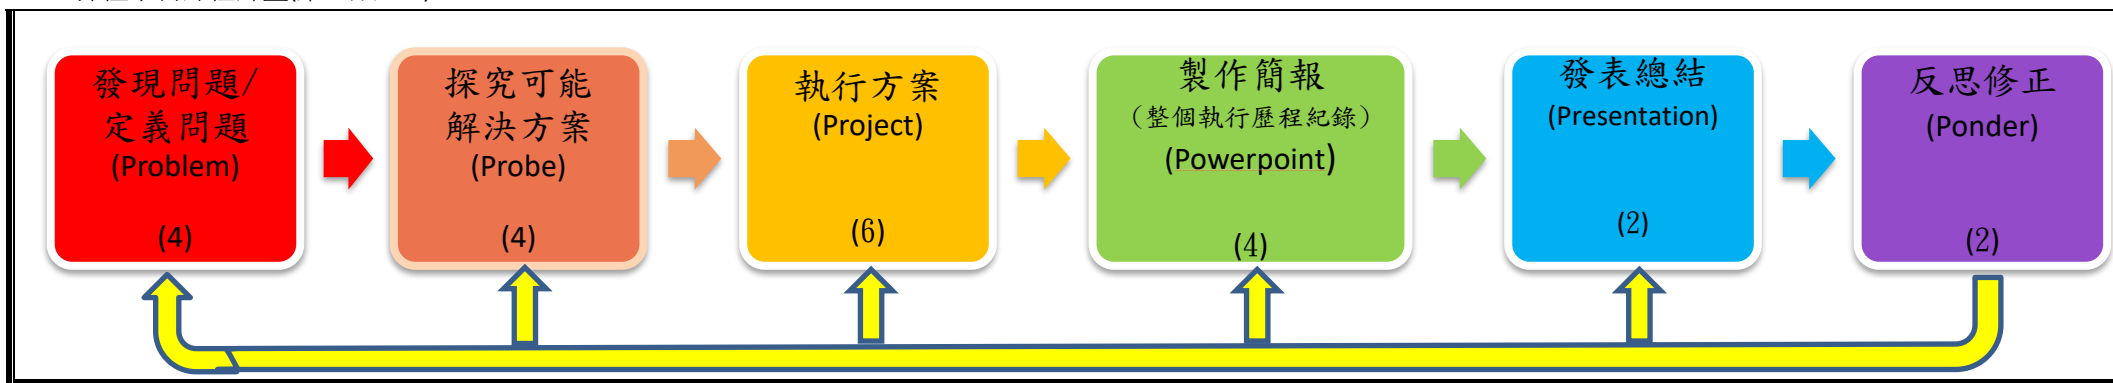 發現問題/
定義問題
(Problem)
(4)
探究可能
解決方案
(Probe)
(4)
執行方案
(Project)
(6)
製作簡報
（整個執行歷程紀錄）
(Powerpoint)
(4)
發表總結
(Presentation)
(2)
反思修正
(Ponder)
(2)